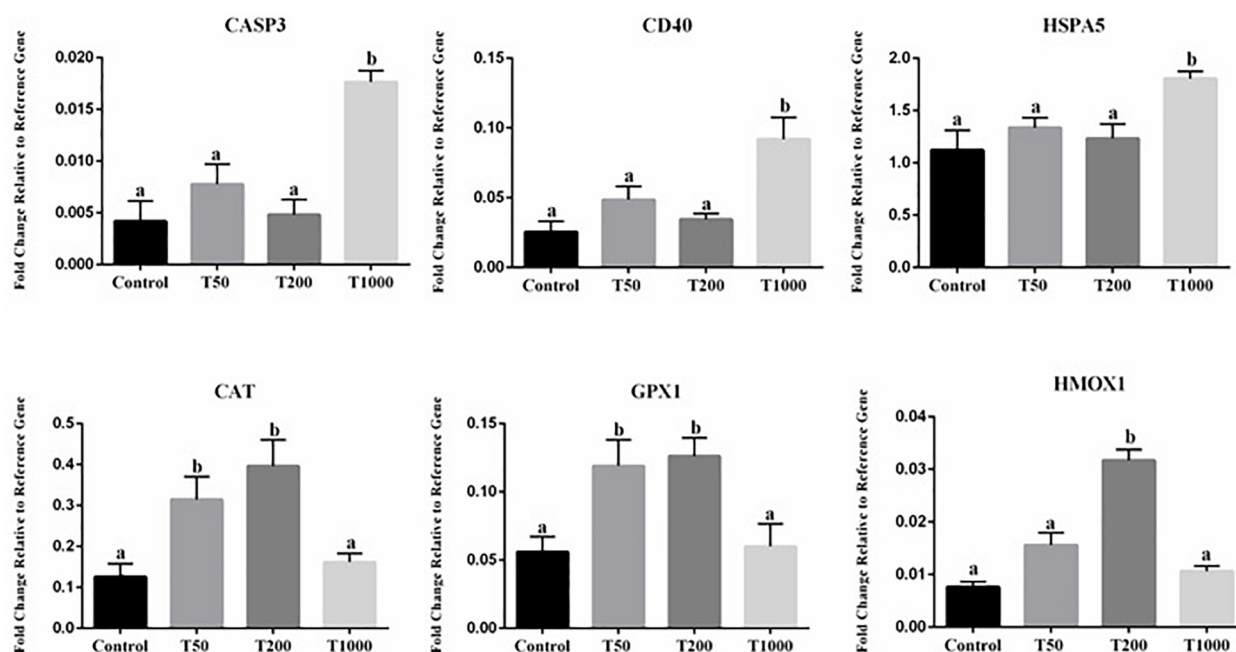 CASP3
Fold Change Relative to Reference Gene
0.020
0.015
0.010
0.005
0.000
a
a
a
b
Control T50 T200 T1000
CD40
Fold Change Relative to Reference Gene
0.15
0.10
0.05
0.00
a
a
a
b
Control T50 T200 T1000
HSPA5
Fold Change Relative to Reference Gene
2.0
1.5
1.0
0.5
0.0
a
a
a
b
Control T50 T200 T1000
CAT
Fold Change Relative to Reference Gene
0.5
0.4
0.3
0.2
0.1
0.0
a
b
b
a
Control T50 T200 T1000
GPX1
Fold Change Relative to Reference Gene
0.15
0.10
0.05
0.00
a
b
b
a
Control T50 T200 T1000
HMOX1
Fold Change Relative to Reference Gene
0.04
0.03
0.02
0.01
0.00
a
a
b
a
Control T50 T200 T1000